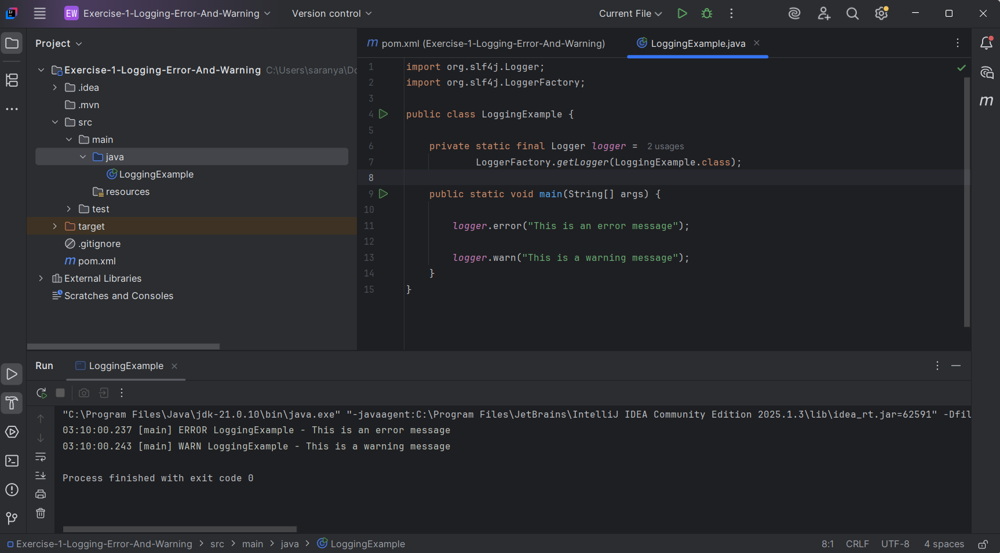 EW Exercise-1-Logging-Error-And-Warning Version control Current File
Project
Exercise-1-Logging-Error-And-Warning C:\Users\saranya\Do
.idea
.mvn
src
main
java
LoggingExample
resources
test
target
.gitignore
m pom.xml
External Libraries
Scratches and Consoles
m pom.xml (Exercise-1-Logging-Error-And-Warning) LoggingExample.java
1 import org.slf4j.Logger;
2 import org.slf4j.LoggerFactory;
3
4 public class LoggingExample {
5
6 private static final Logger logger = 2 usages
7 LoggerFactory.getLogger(LoggingExample.class);
8
9 public static void main(String[] args) {
10
11 logger.error("This is an error message");
12
13 logger.warn("This is a warning message");
14 }
15 }
m
Run LoggingExample
"C:\Program Files\Java\jdk-21.0.10\bin\java.exe" "-javaagent:C:\Program Files\JetBrains\IntelliJ IDEA Community Edition 2025.1.3\lib\idea_rt.jar=62591" -Dfil
03:10:00.237 [main] ERROR LoggingExample - This is an error message
03:10:00.243 [main] WARN LoggingExample - This is a warning message
Process finished with exit code 0
Exercise-1-Logging-Error-And-Warning > src > main > java > LoggingExample 8:1 CRLF UTF-8 4 spaces